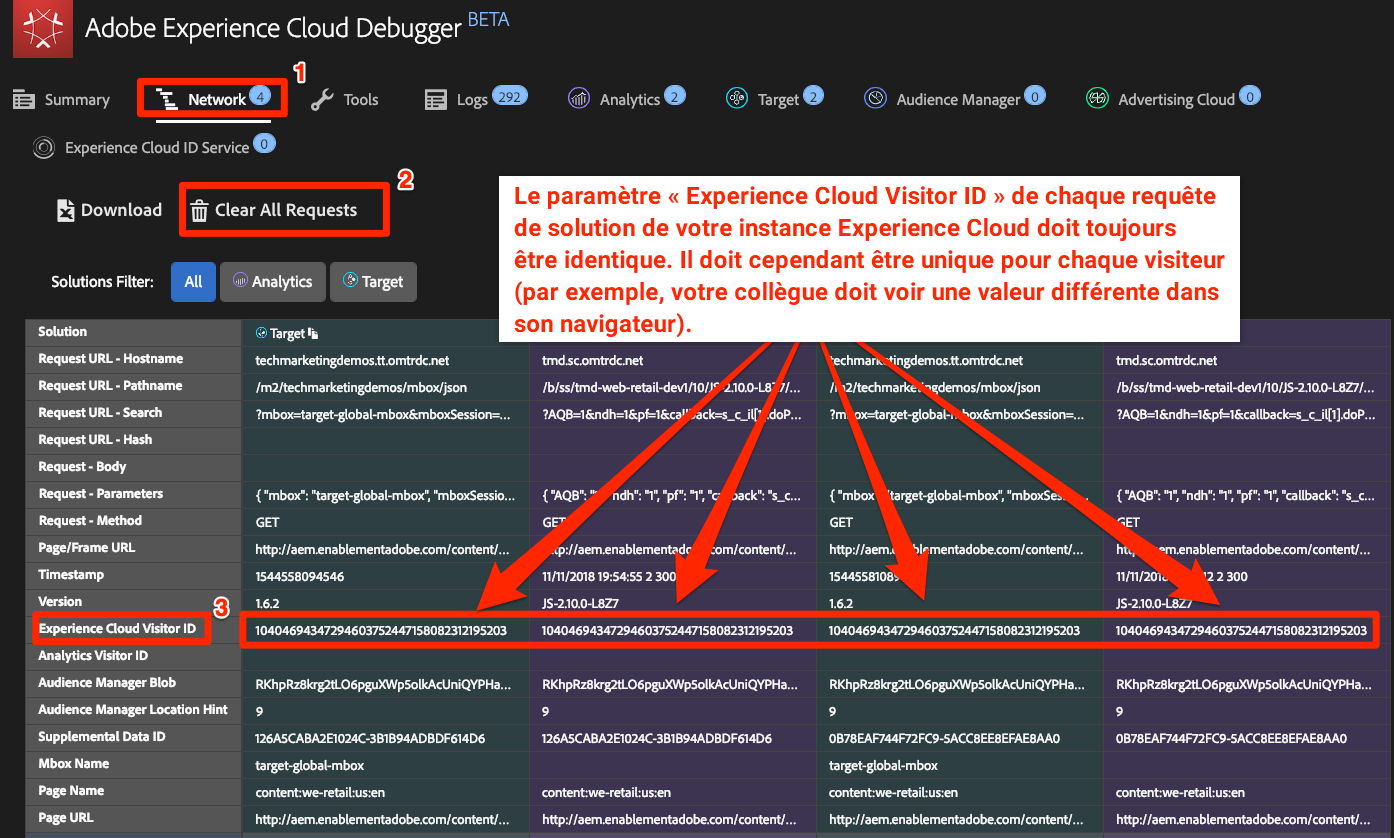 Adobe Experience Cloud Debugger BETA
1
Summary Network 4 Tools Logs 292 Analytics 2 Target 2 Audience Manager 0 Advertising Cloud 0
Experience Cloud ID Service 0
2
Download Clear All Requests
Le paramètre « Experience Cloud Visitor ID » de chaque requête
de solution de votre instance Experience Cloud doit toujours
être identique. Il doit cependant être unique pour chaque visiteur
(par exemple, votre collègue doit voir une valeur différente dans
son navigateur).
Solutions Filter: All Analytics Target
Solution Target
Request URL - Hostname techmarketingdemos.tt.omtrdc.net tmd.sc.omtrdc.net techmarketingdemos.tt.omtrdc.net tmd.sc.omtrdc.net
Request URL - Pathname /m2/techmarketingdemos/mbox/json /b/ss/tmd-web-retail-dev1/10/JS-2.10.0-L8Z7/... /m2/techmarketingdemos/mbox/json /b/ss/tmd-web-retail-dev1/10/JS-2.10.0-L8Z7/...
Request URL - Search ?mbox=target-global-mbox&mboxSession=... ?AQB=1&ndh=1&pf=1&callback=s_c_il[1].doP... ?mbox=target-global-mbox&mboxSession=... ?AQB=1&ndh=1&pf=1&callback=s_c_il[1].doP...
Request URL - Hash
Request - Body
Request - Parameters { "mbox": "target-global-mbox", "mboxSessio... { "AQB": "1", "ndh": "1", "pf": "1", "callback": "s_c... { "mbox": "target-global-mbox", "mboxSessio... { "AQB": "1", "ndh": "1", "pf": "1", "callback": "s_c...
Request - Method GET GET GET GET
Page/Frame URL http://aem.enablementadobe.com/content/... http://aem.enablementadobe.com/content/... http://aem.enablementadobe.com/content/... http://aem.enablementadobe.com/content/...
Timestamp 1544558094546 11/11/2018 19:54:55 2 300 11/11/2018 2 300
Version 1.6.2 JS-2.10.0-L8Z7 1.6.2 JS-2.10.0-L8Z7
3
Experience Cloud Visitor ID 10404694347294603752447158082312195203 10404694347294603752447158082312195203 10404694347294603752447158082312195203 10404694347294603752447158082312195203
Analytics Visitor ID
Audience Manager Blob RKhpRz8krg2tLO6pguXWp5olkAcUniQYPHa... RKhpRz8krg2tLO6pguXWp5olkAcUniQYPHa... RKhpRz8krg2tLO6pguXWp5olkAcUniQYPHa... RKhpRz8krg2tLO6pguXWp5olkAcUniQYPHa...
Audience Manager Location Hint 9 9 9 9
Supplemental Data ID 126A5CABA2E1024C-3B1B94ADBDF614D6 126A5CABA2E1024C-3B1B94ADBDF614D6 0B78EAF744F72FC9-5ACC8EE8EFAE8AA0 0B78EAF744F72FC9-5ACC8EE8EFAE8AA0
Mbox Name target-global-mbox target-global-mbox
Page Name content:we-retail:us:en content:we-retail:us:en content:we-retail:us:en content:we-retail:us:en
Page URL http://aem.enablementadobe.com/content/... http://aem.enablementadobe.com/content/... http://aem.enablementadobe.com/content/... http://aem.enablementadobe.com/content/...